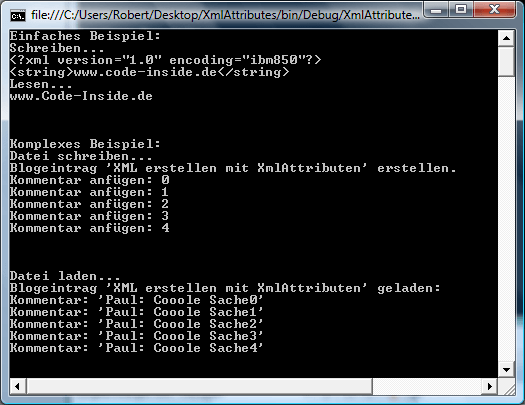 file:///C:/Users/Robert/Desktop/XmlAttributes/bin/Debug/XmlAttribute...
Einfaches Beispiel:
Schreiben...
<?xml version="1.0" encoding="ibm850"?>
<string>www.code-inside.de</string>
Lesen...
www.Code-Inside.de
Komplexes Beispiel:
Datei schreiben...
Blogeintrag 'XML erstellen mit XmlAttributen' erstellen.
Kommentar anfügen: 0
Kommentar anfügen: 1
Kommentar anfügen: 2
Kommentar anfügen: 3
Kommentar anfügen: 4
Datei laden...
Blogeintrag 'XML erstellen mit XmlAttributen' geladen:
Kommentar: 'Paul: Cooole Sache0'
Kommentar: 'Paul: Cooole Sache1'
Kommentar: 'Paul: Cooole Sache2'
Kommentar: 'Paul: Cooole Sache3'
Kommentar: 'Paul: Cooole Sache4'